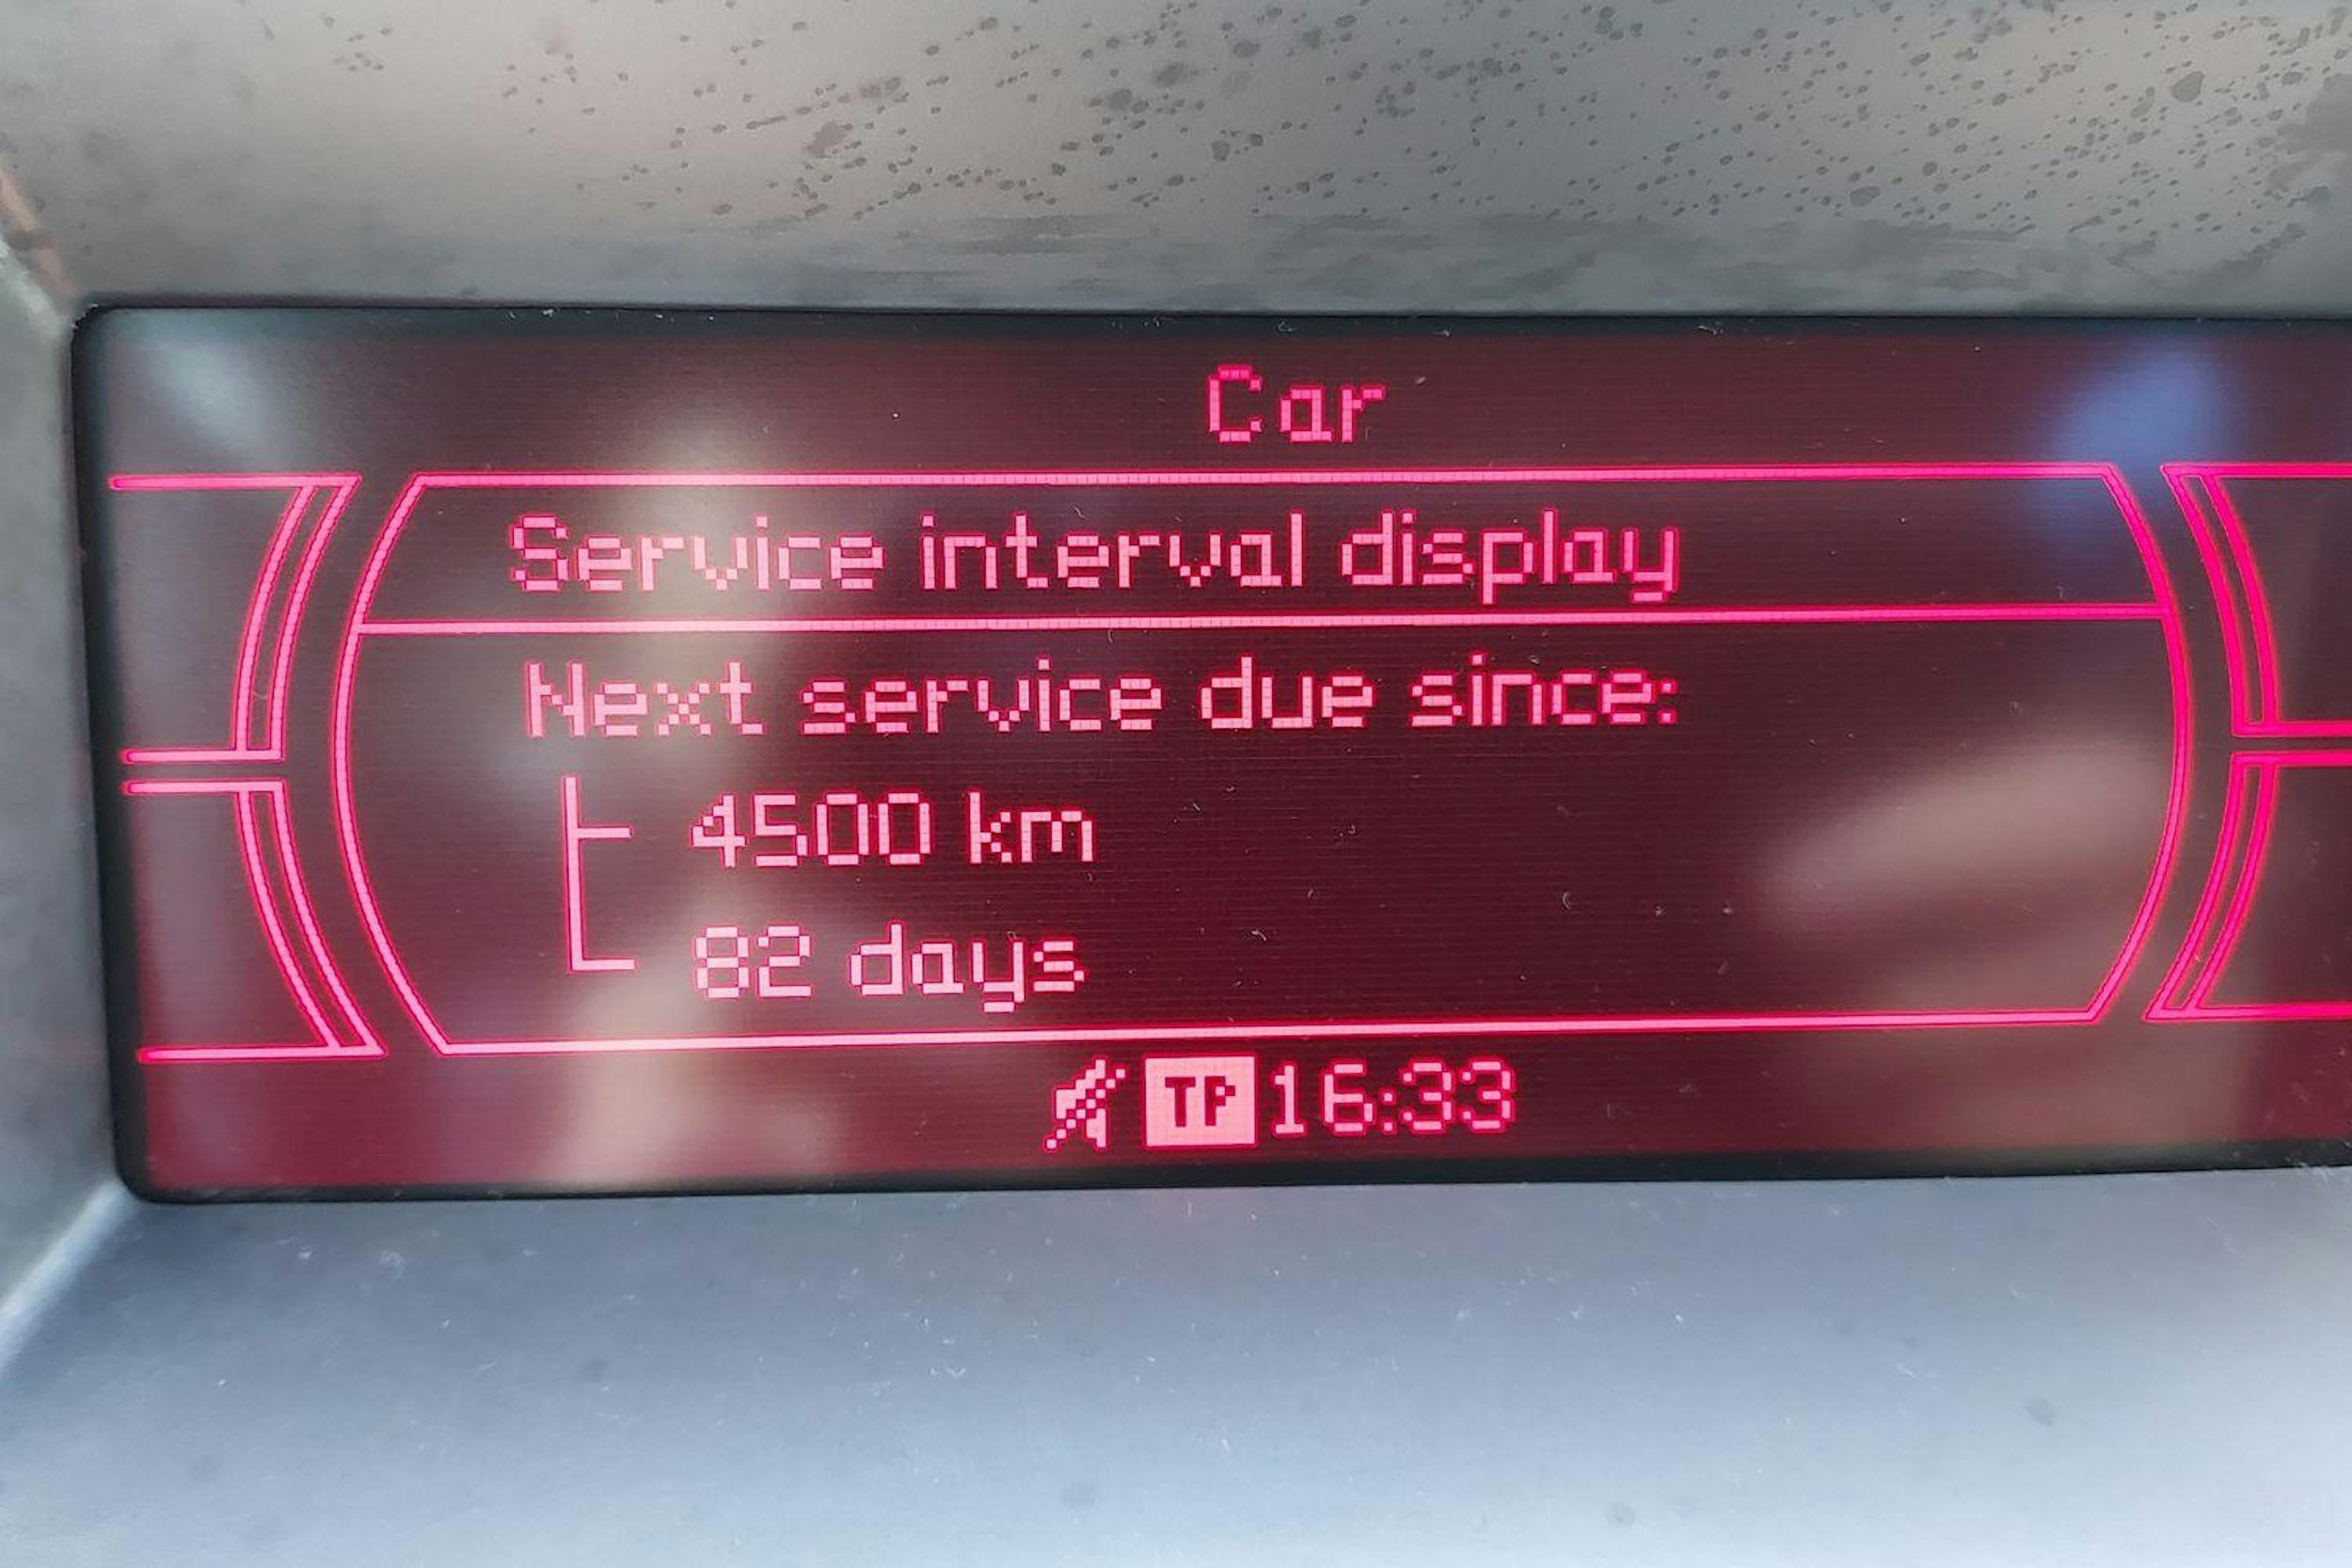 Car
Service interval display
Next service due since:
4500 km
82 days
TP 16:33